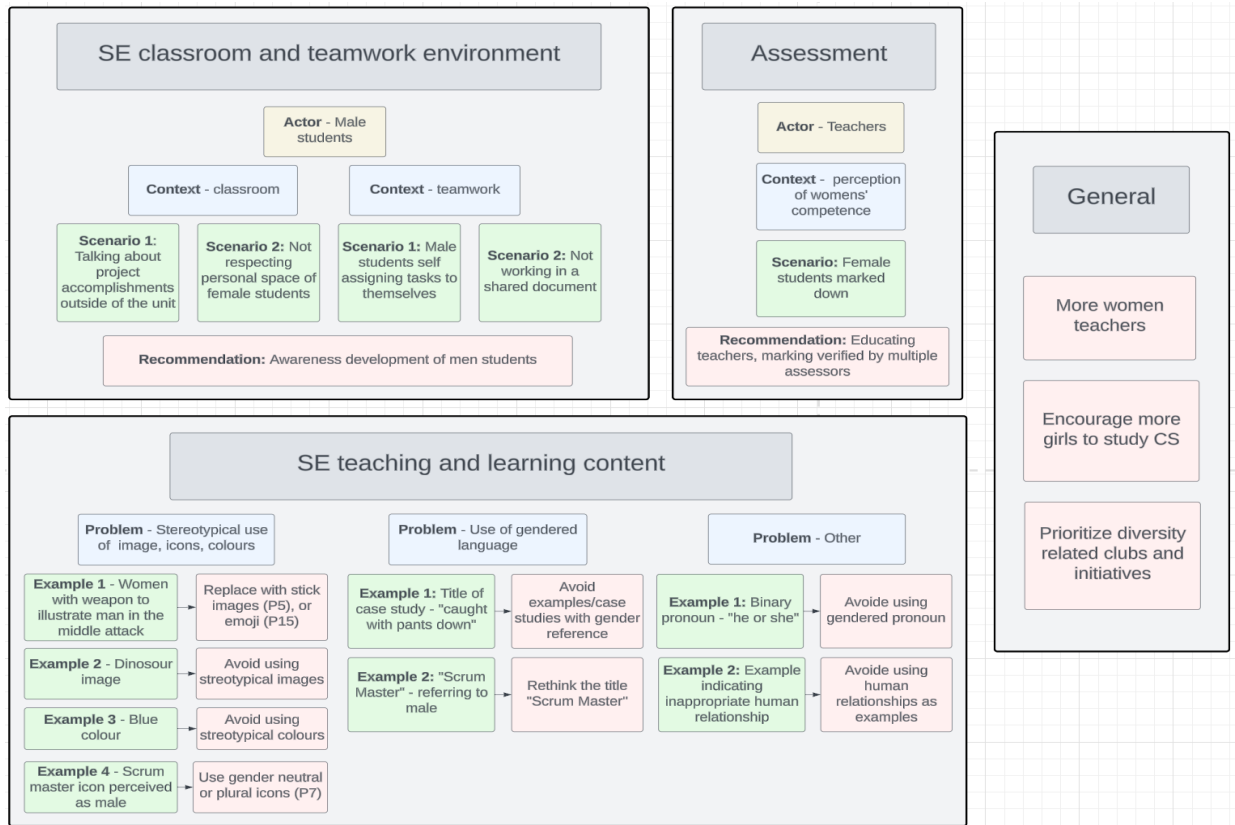 SE classroom and teamwork environment
Actor - Male
students
Context - classroom
Context - teamwork
Scenario 1:
Talking about
project
accomplishments
outside of the unit
Scenario 2: Not
respecting
personal space of
female students
Scenario 1: Male
students self
assigning tasks to
themselves
Scenario 2: Not
working in a
shared document
Recommendation: Awareness development of men students
Assessment
Actor - Teachers
Context - perception
of womens'
competence
Scenario: Female
students marked
down
Recommendation: Educating
teachers, marking verified by multiple
assessors
General
More women
teachers
Encourage more
girls to study CS
Prioritize diversity
related clubs and
initiatives
SE teaching and learning content
Problem - Stereotypical use
of image, icons, colours
Example 1 - Women
with weapon to
illustrate man in the
middle attack
Replace with stick
images (P5), or
emoji (P15)
Example 2 - Dinosour
image
Avoid using
streotypical images
Example 3 - Blue
colour
Avoid using
streotypical colours
Example 4 - Scrum
master icon perceived
as male
Use gender neutral
or plural icons (P7)
Problem - Use of gendered
language
Example 1: Title of
case study - "caught
with pants down"
Avoid
examples/case
studies with gender
reference
Example 2: "Scrum
Master" - referring to
male
Rethink the title
"Scrum Master"
Problem - Other
Example 1: Binary
pronoun - "he or she"
Avoide using
gendered pronoun
Example 2: Example
indicating
inappropriate human
relationship
Avoide using
human
relationships as
examples